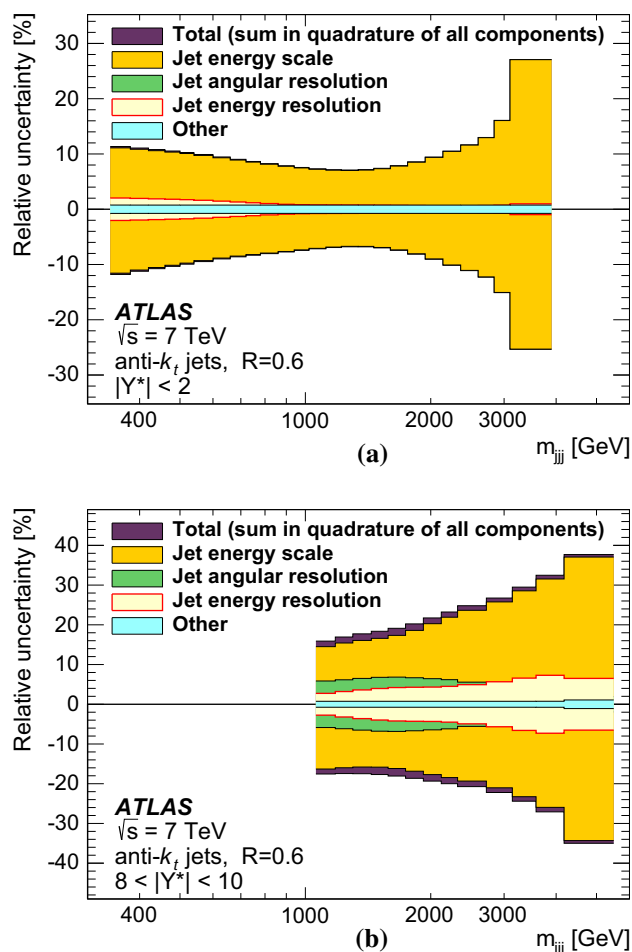 Relative uncertainty [%]
30
20
10
0
-10
-20
-30
Total (sum in quadrature of all components)
Jet energy scale
Jet angular resolution
Jet energy resolution
Other
ATLAS
√s = 7 TeV
anti-kt jets, R=0.6
|Y*| < 2
400 1000 2000 3000
mjjj [GeV]
(a)
Relative uncertainty [%]
40
30
20
10
0
-10
-20
-30
-40
Total (sum in quadrature of all components)
Jet energy scale
Jet angular resolution
Jet energy resolution
Other
ATLAS
√s = 7 TeV
anti-kt jets, R=0.6
8 < |Y*| < 10
400 1000 2000 3000
mjjj [GeV]
(b)